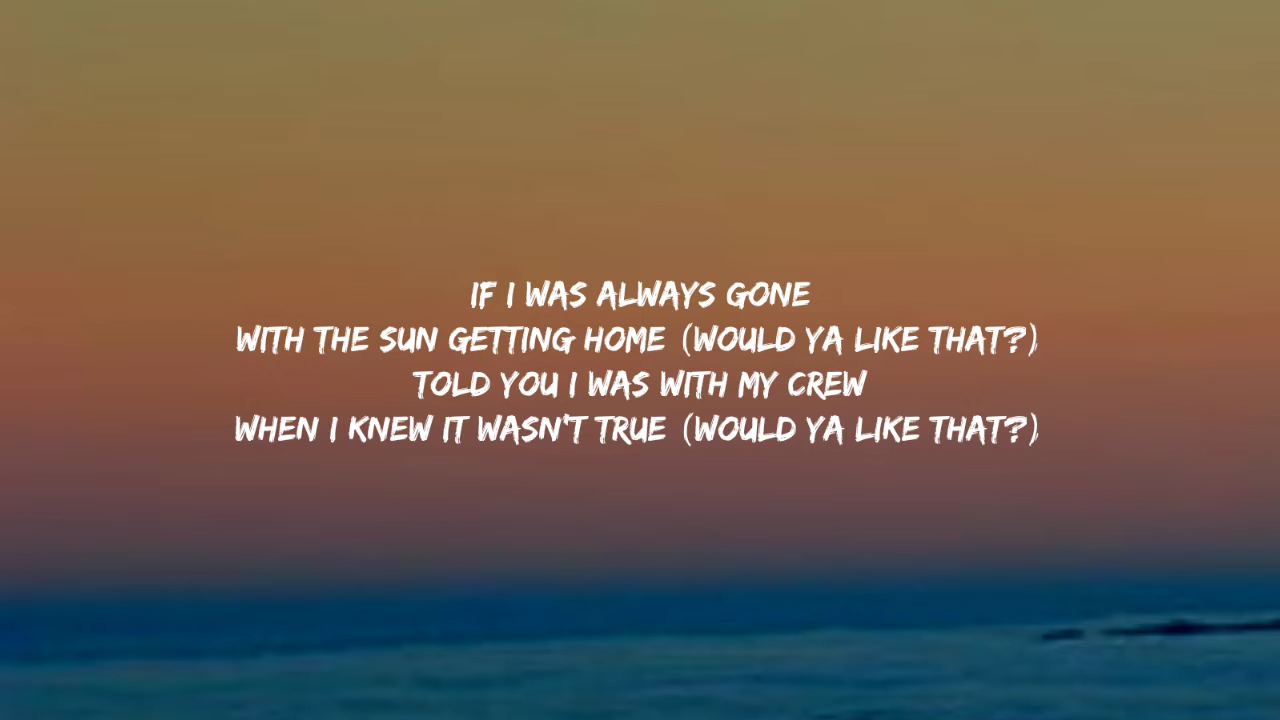 IF I WAS ALWAYS GONE
WITH THE SUN GETTING HOME (WOULD YA LIKE THAT?)
TOLD YOU I WAS WITH MY CREW
WHEN I KNEW IT WASN'T TRUE (WOULD YA LIKE THAT?)